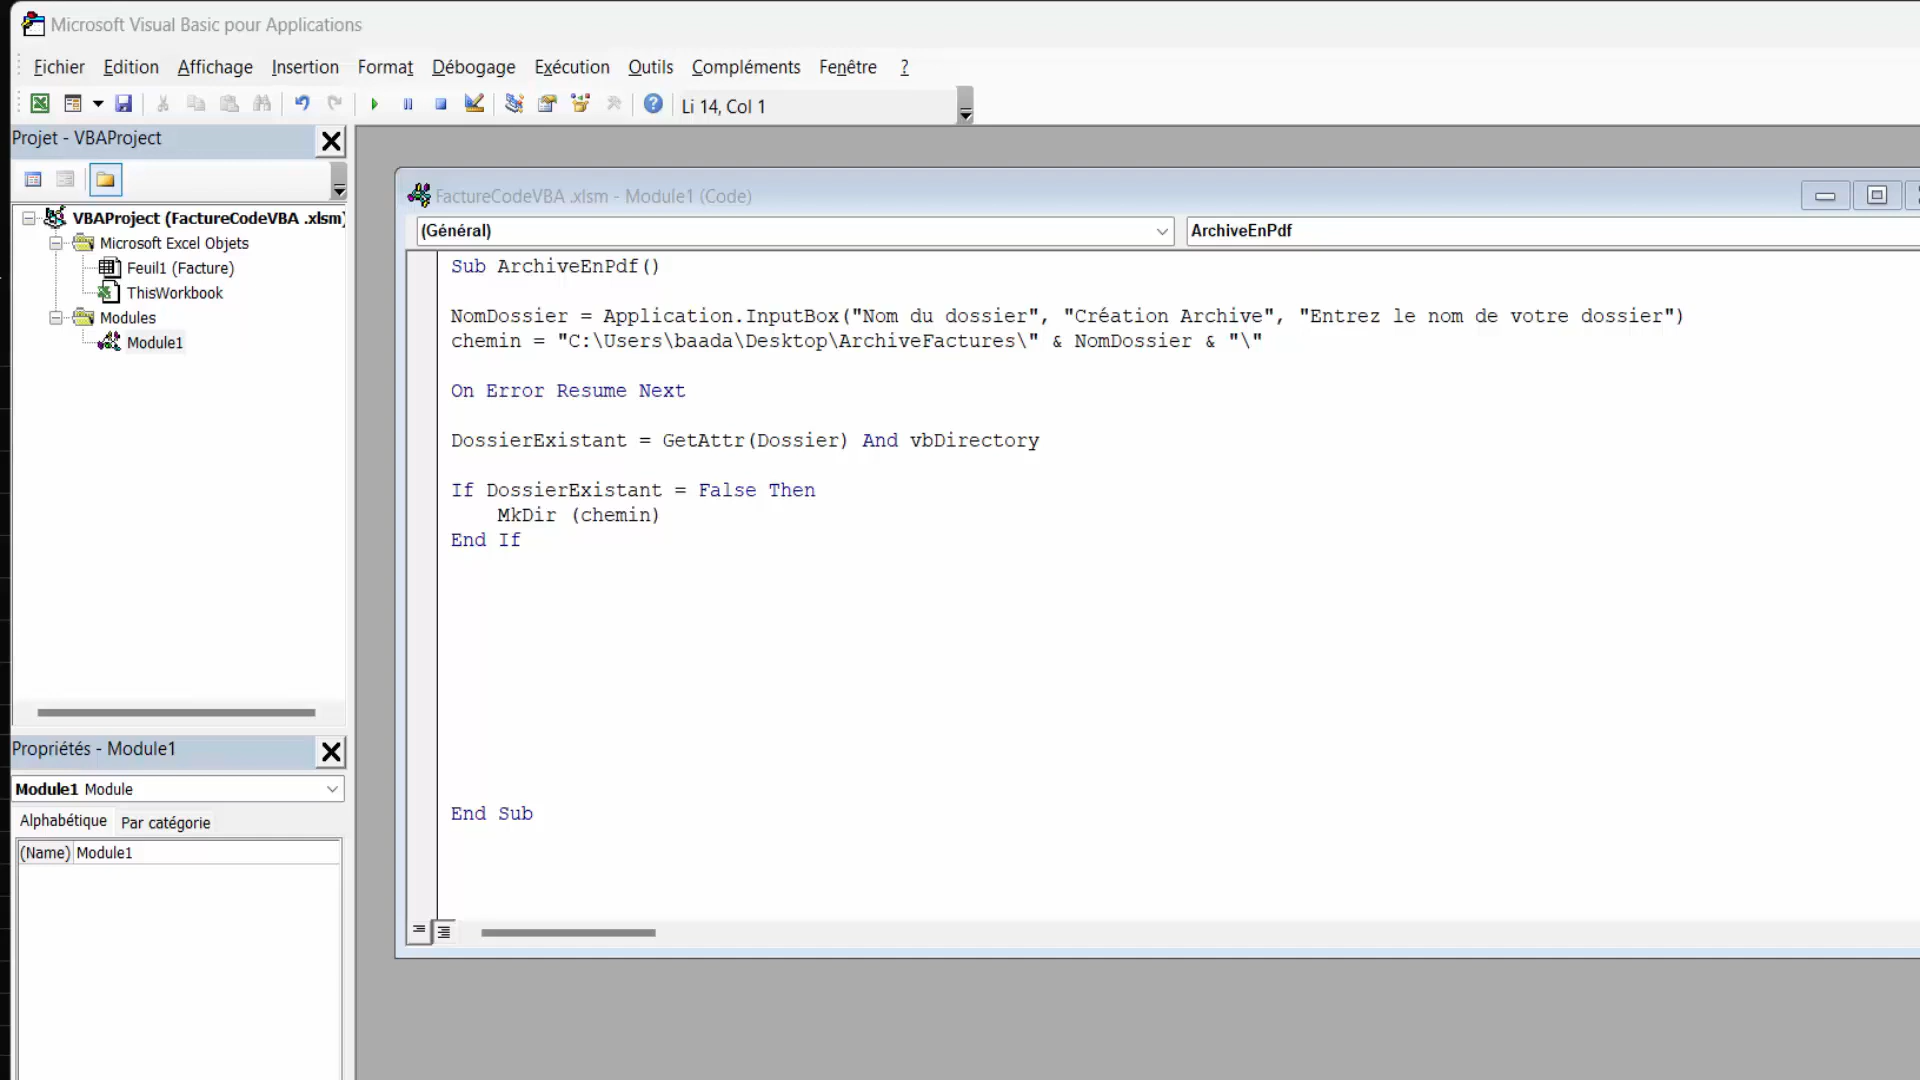 Microsoft Visual Basic pour Applications
Fichier Edition Affichage Insertion Format Débogage Exécution Outils Compléments Fenêtre ?
Li 14, Col 1
Projet - VBAProject
VBAProject (FactureCodeVBA .xlsm)
Microsoft Excel Objets
Feuil1 (Facture)
ThisWorkbook
Modules
Module1
FactureCodeVBA .xlsm - Module1 (Code)
(Général) ArchiveEnPdf
Sub ArchiveEnPdf()
NomDossier = Application.InputBox("Nom du dossier", "Création Archive", "Entrez le nom de votre dossier")
chemin = "C:\Users\baada\Desktop\ArchiveFactures\" & NomDossier & "\"
On Error Resume Next
DossierExistant = GetAttr(Dossier) And vbDirectory
If DossierExistant = False Then
MkDir (chemin)
End If
End Sub
Propriétés - Module1
Module1 Module
Alphabétique Par catégorie
(Name) Module1